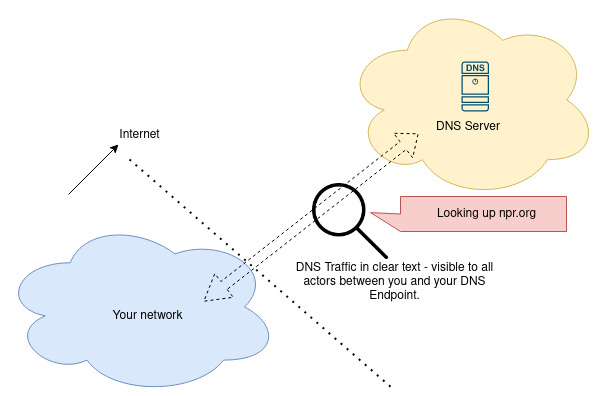 DNS
DNS Server
Internet
Looking up npr.org
DNS Traffic in clear text - visible to all
actors between you and your DNS
Endpoint.
Your network